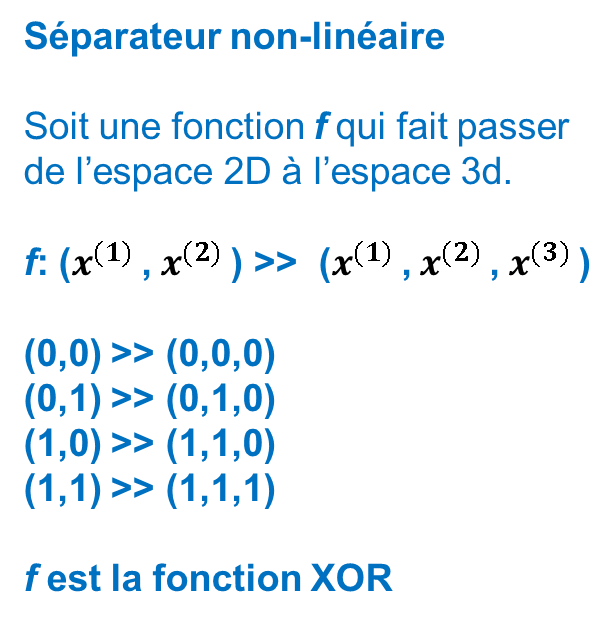 Séparateur non-linéaire
Soit une fonction f qui fait passer
de l’espace 2D à l’espace 3d.
f: (x⁽¹⁾ , x⁽²⁾ ) >> (x⁽¹⁾ , x⁽²⁾ , x⁽³⁾ )
(0,0) >> (0,0,0)
(0,1) >> (0,1,0)
(1,0) >> (1,1,0)
(1,1) >> (1,1,1)
f est la fonction XOR